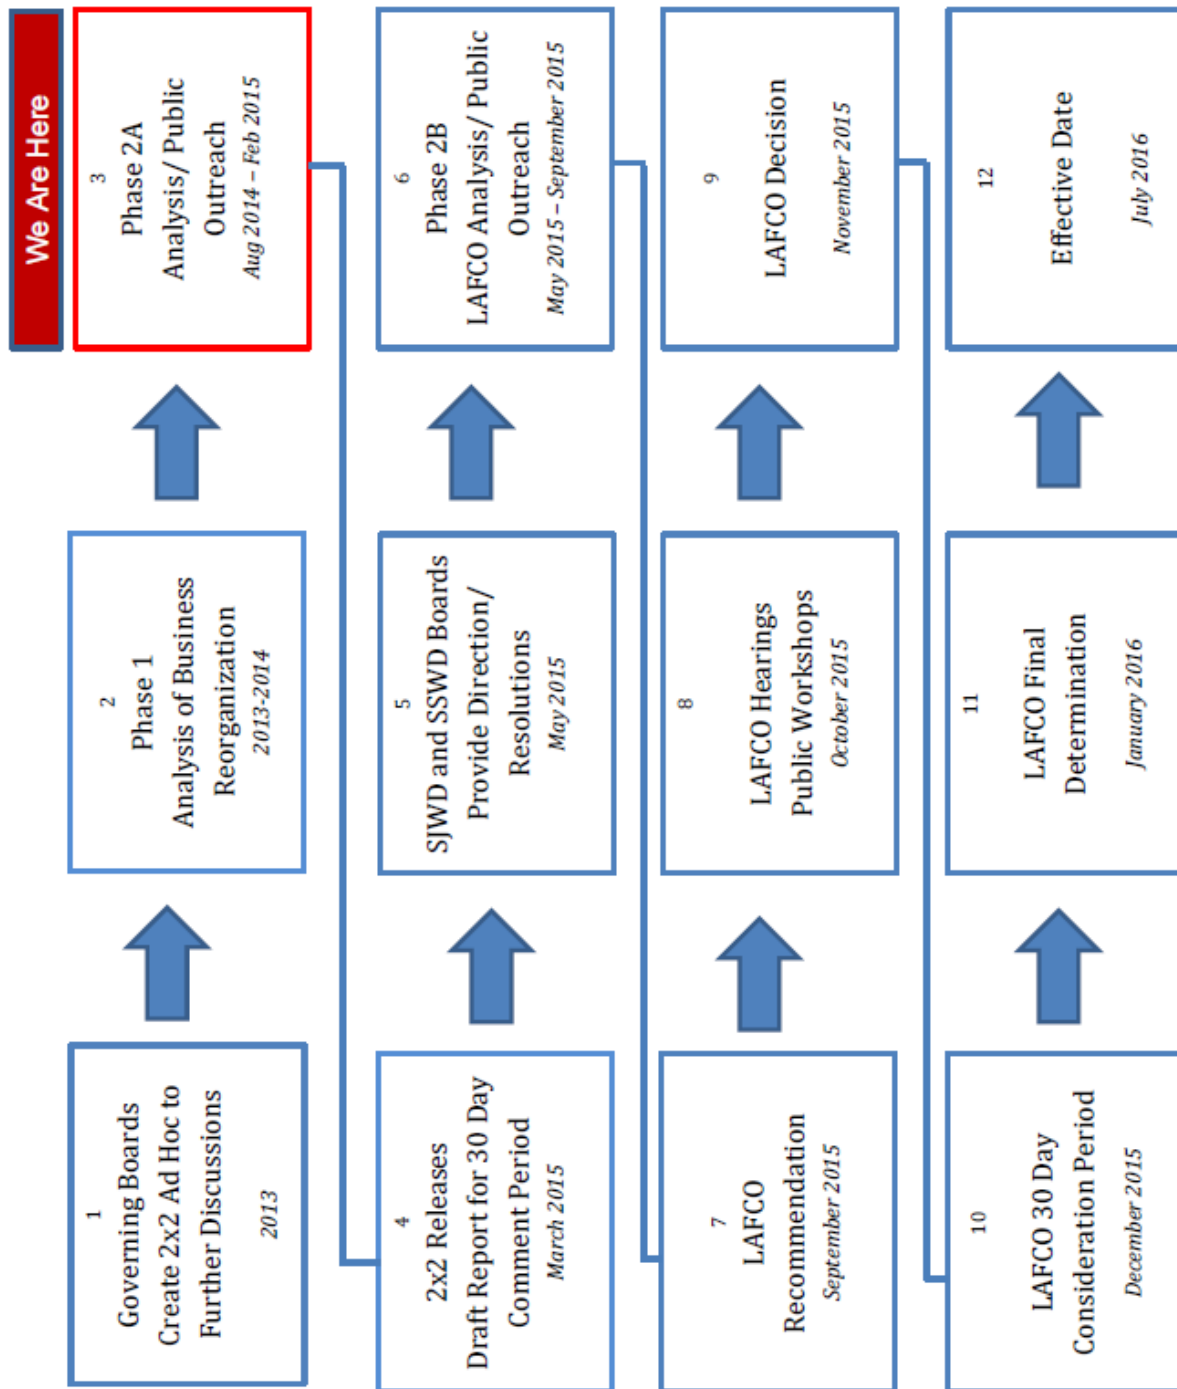 We Are Here
1
Governing Boards
Create 2x2 Ad Hoc to
Further Discussions
2013
2
Phase 1
Analysis of Business
Reorganization
2013-2014
3
Phase 2A
Analysis/ Public
Outreach
Aug 2014 – Feb 2015
4
2x2 Releases
Draft Report for 30 Day
Comment Period
March 2015
5
SJWD and SSWD Boards
Provide Direction/
Resolutions
May 2015
6
Phase 2B
LAFCO Analysis/ Public
Outreach
May 2015 – September 2015
7
LAFCO
Recommendation
September 2015
8
LAFCO Hearings
Public Workshops
October 2015
9
LAFCO Decision
November 2015
10
LAFCO 30 Day
Consideration Period
December 2015
11
LAFCO Final
Determination
January 2016
12
Effective Date
July 2016